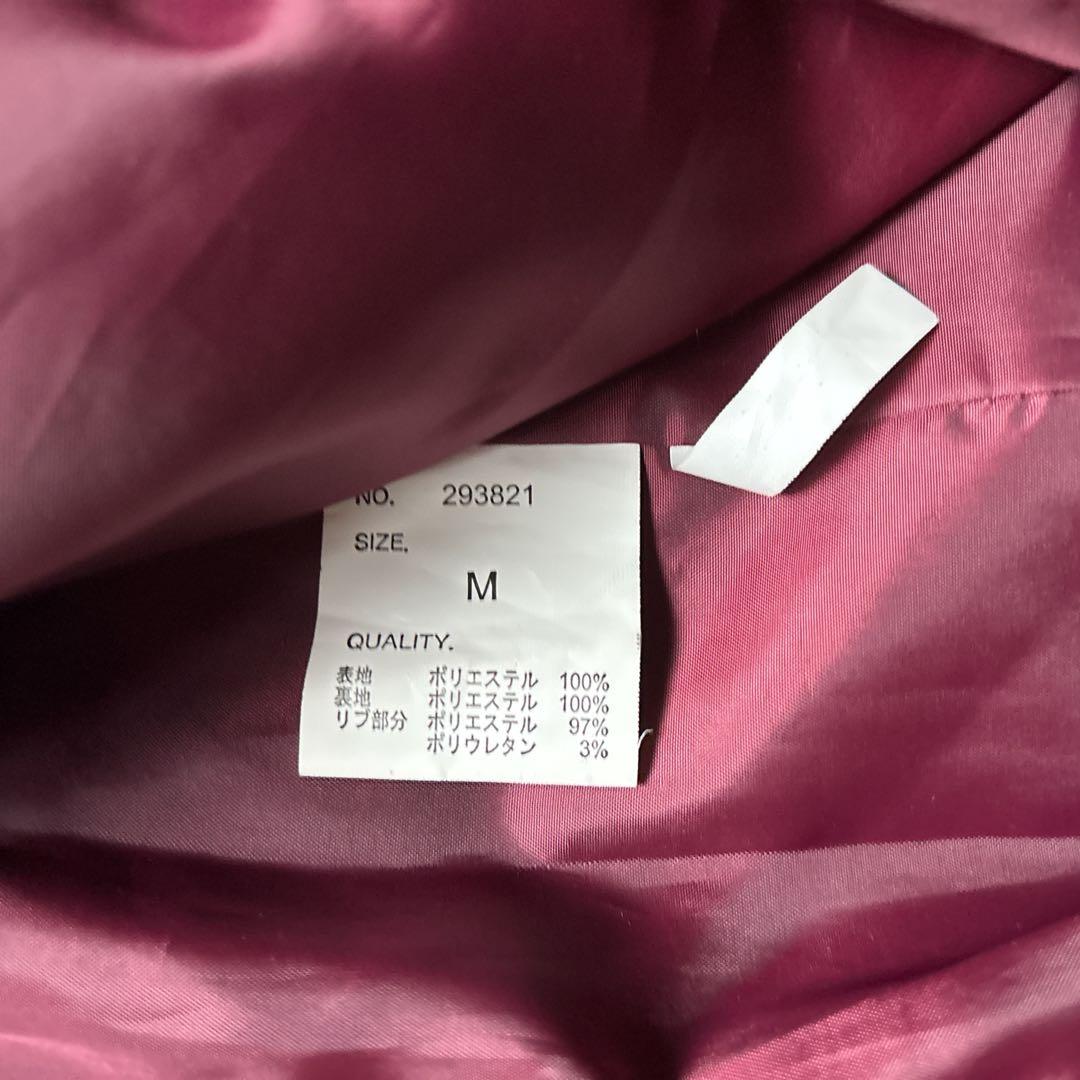 NO. 293821
SIZE.
M
QUALITY.
表地 ポリエステル 100%
裏地 ポリエステル 100%
リブ部分 ポリエステル 97%
ポリウレタン 3%